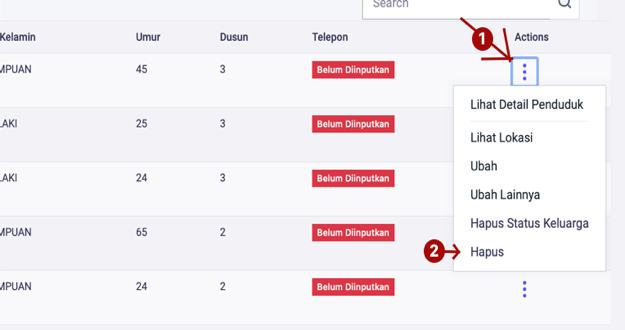 Search
Kelamin Umur Dusun Telepon 1 Actions
MPUAN 45 3 Belum Diinputkan
Lihat Detail Penduduk
LAKI 25 3 Belum Diinputkan
Lihat Lokasi
Ubah
LAKI 24 3 Belum Diinputkan
Ubah Lainnya
Hapus Status Keluarga
MPUAN 65 2 Belum Diinputkan
2 Hapus
MPUAN 24 2 Belum Diinputkan